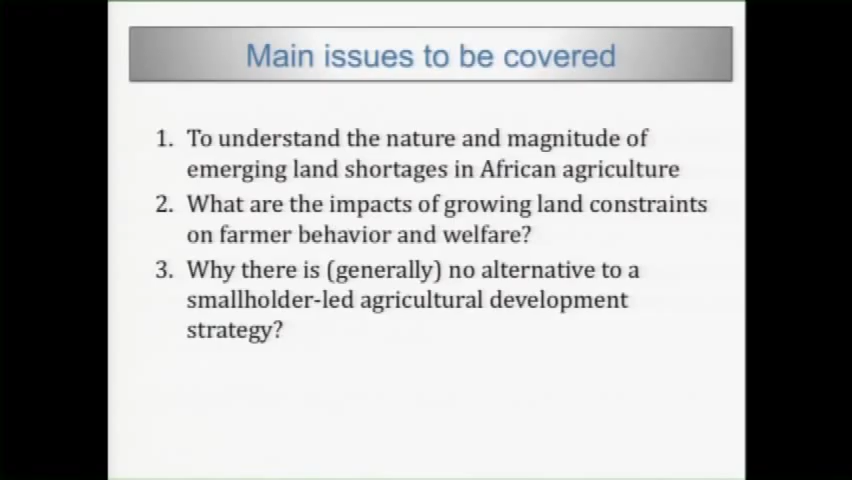 Main issues to be covered
1. To understand the nature and magnitude of
emerging land shortages in African agriculture
2. What are the impacts of growing land constraints
on farmer behavior and welfare?
3. Why there is (generally) no alternative to a
smallholder-led agricultural development
strategy?